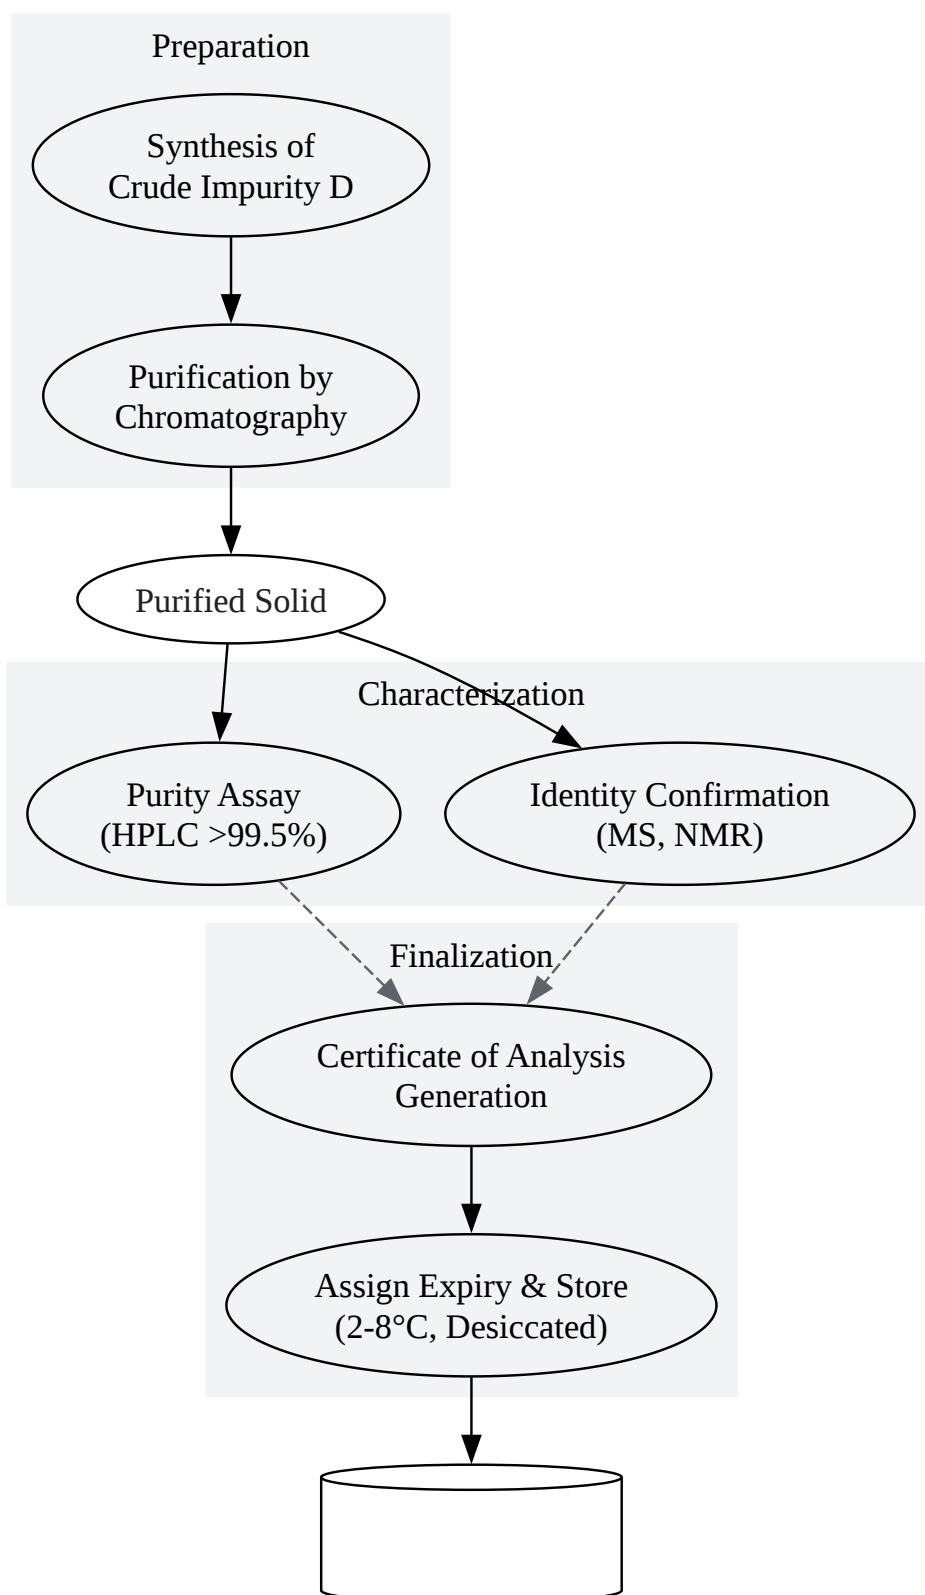 Preparation
Synthesis of
Crude Impurity D
Purification by
Chromatography
Purified Solid
Characterization
Purity Assay
(HPLC >99.5%)
Identity Confirmation
(MS, NMR)
Finalization
Certificate of Analysis
Generation
Assign Expiry & Store
(2-8°C, Desiccated)